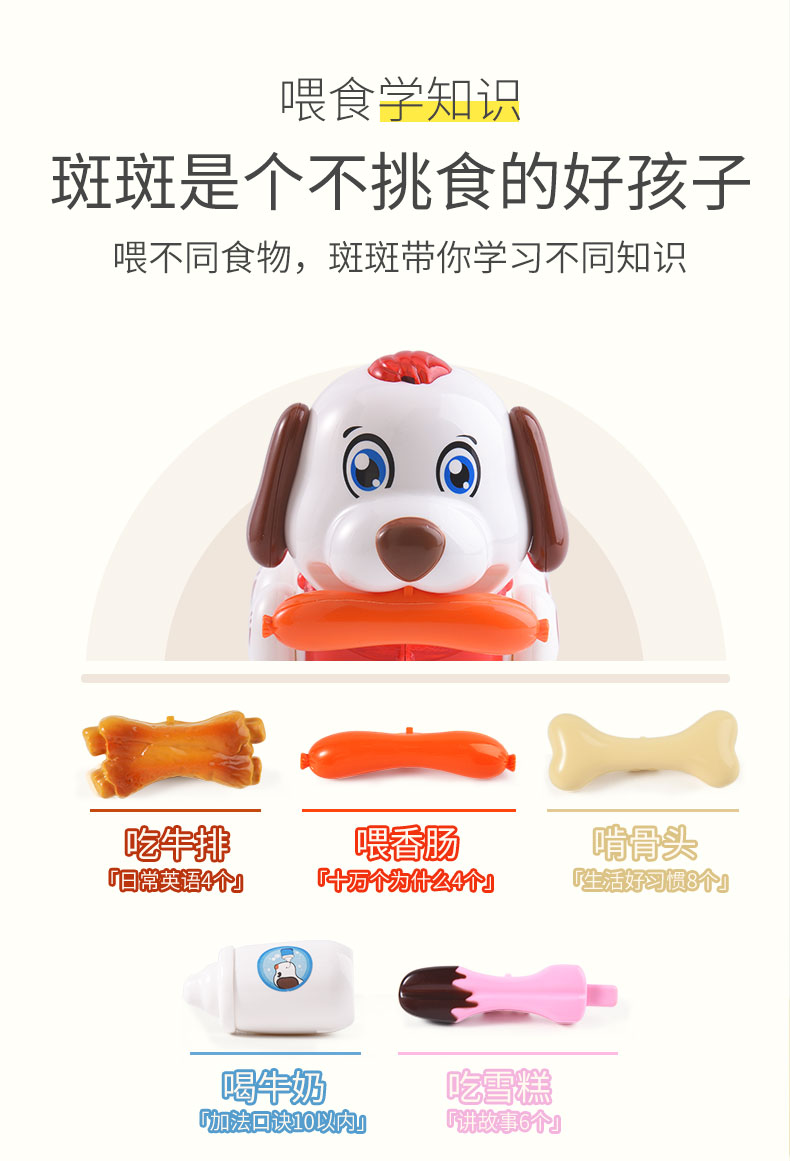 喂食学知识
斑斑是个不挑食的好孩子
喂不同食物，斑斑带你学习不同知识
吃牛排
「日常英语4个」
喂香肠
「十万个为什么4个」
啃骨头
「生活好习惯8个」
喝牛奶
「加法口诀10以内」
吃雪糕
「讲故事6个」